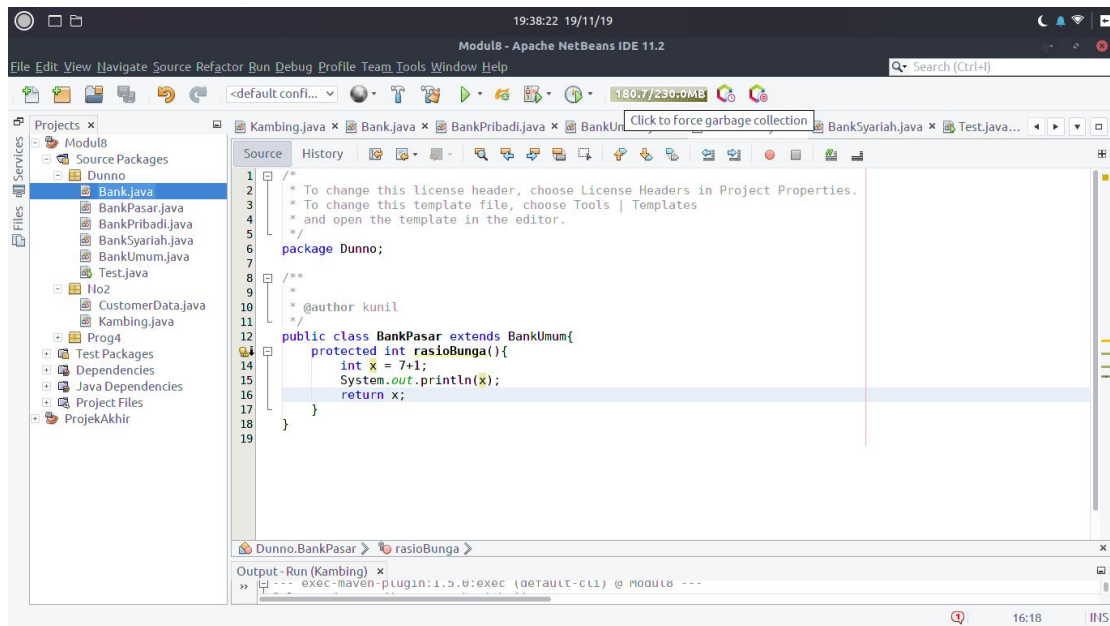 19:38:22 19/11/19
Modul8 - Apache NetBeans IDE 11.2
File Edit View Navigate Source Refactor Run Debug Profile Team Tools Window Help
Search (Ctrl+I)
<default confi...
180.7/230.0MB
Click to force garbage collection
Projects
Kambing.java
Bank.java
BankPribadi.java
BankUm
BankSyariah.java
Test.java...
Services
Files
Modul8
Source Packages
Dunno
Bank.java
BankPasar.java
BankPribadi.java
BankSyariah.java
BankUmum.java
Test.java
No2
CustomerData.java
Kambing.java
Prog4
Test Packages
Dependencies
Java Dependencies
Project Files
ProjekAkhir
Source History
1 /*
2 * To change this license header, choose License Headers in Project Properties.
3 * To change this template file, choose Tools | Templates
4 * and open the template in the editor.
5 */
6 package Dunno;
7
8 /**
9 *
10 * @author kunil
11 */
12 public class BankPasar extends BankUmum{
protected int rasioBunga(){
14 int x = 7+1;
15 System.out.println(x);
16 return x;
17 }
18 }
19
Dunno.BankPasar
rasioBunga
Output - Run (Kambing)
--- exec-maven-plugin:1.5.0:exec (default-cli) @ Modul8 ---
1
16:18
INS